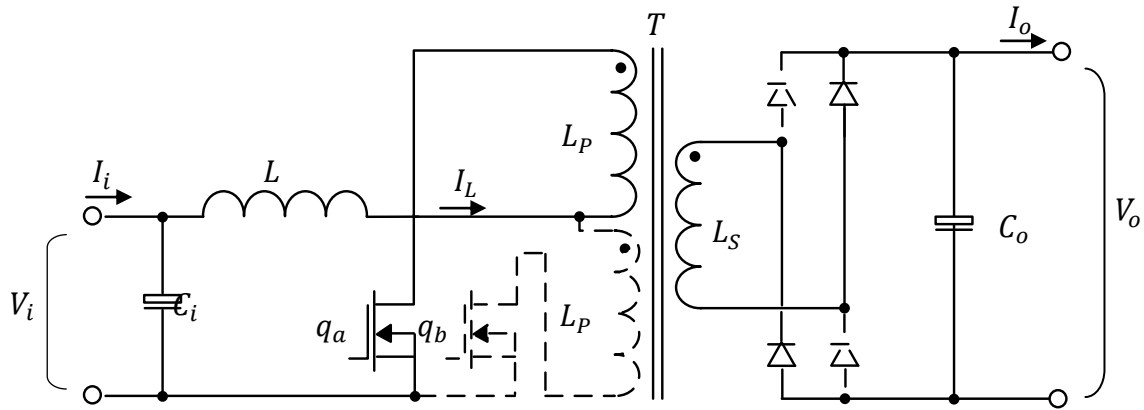 T
I_o
L_P
I_i
L
I_L
L_S
V_o
C_o
V_i
C_i
q_a
q_b
L_P